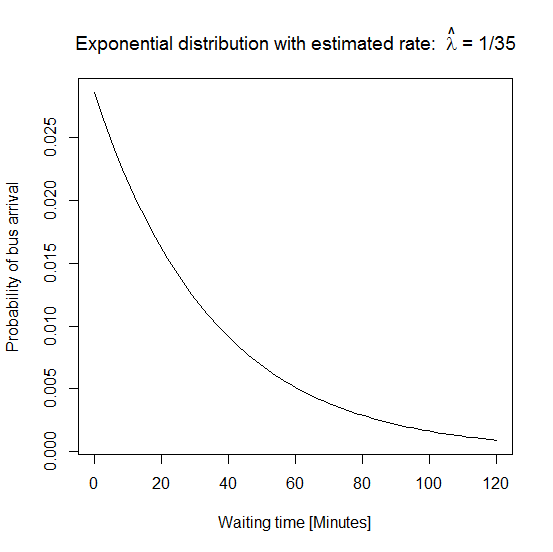 Exponential distribution with estimated rate: λ̂ = 1/35
Probability of bus arrival
0.025
0.020
0.015
0.010
0.005
0.000
0 20 40 60 80 100 120
Waiting time [Minutes]